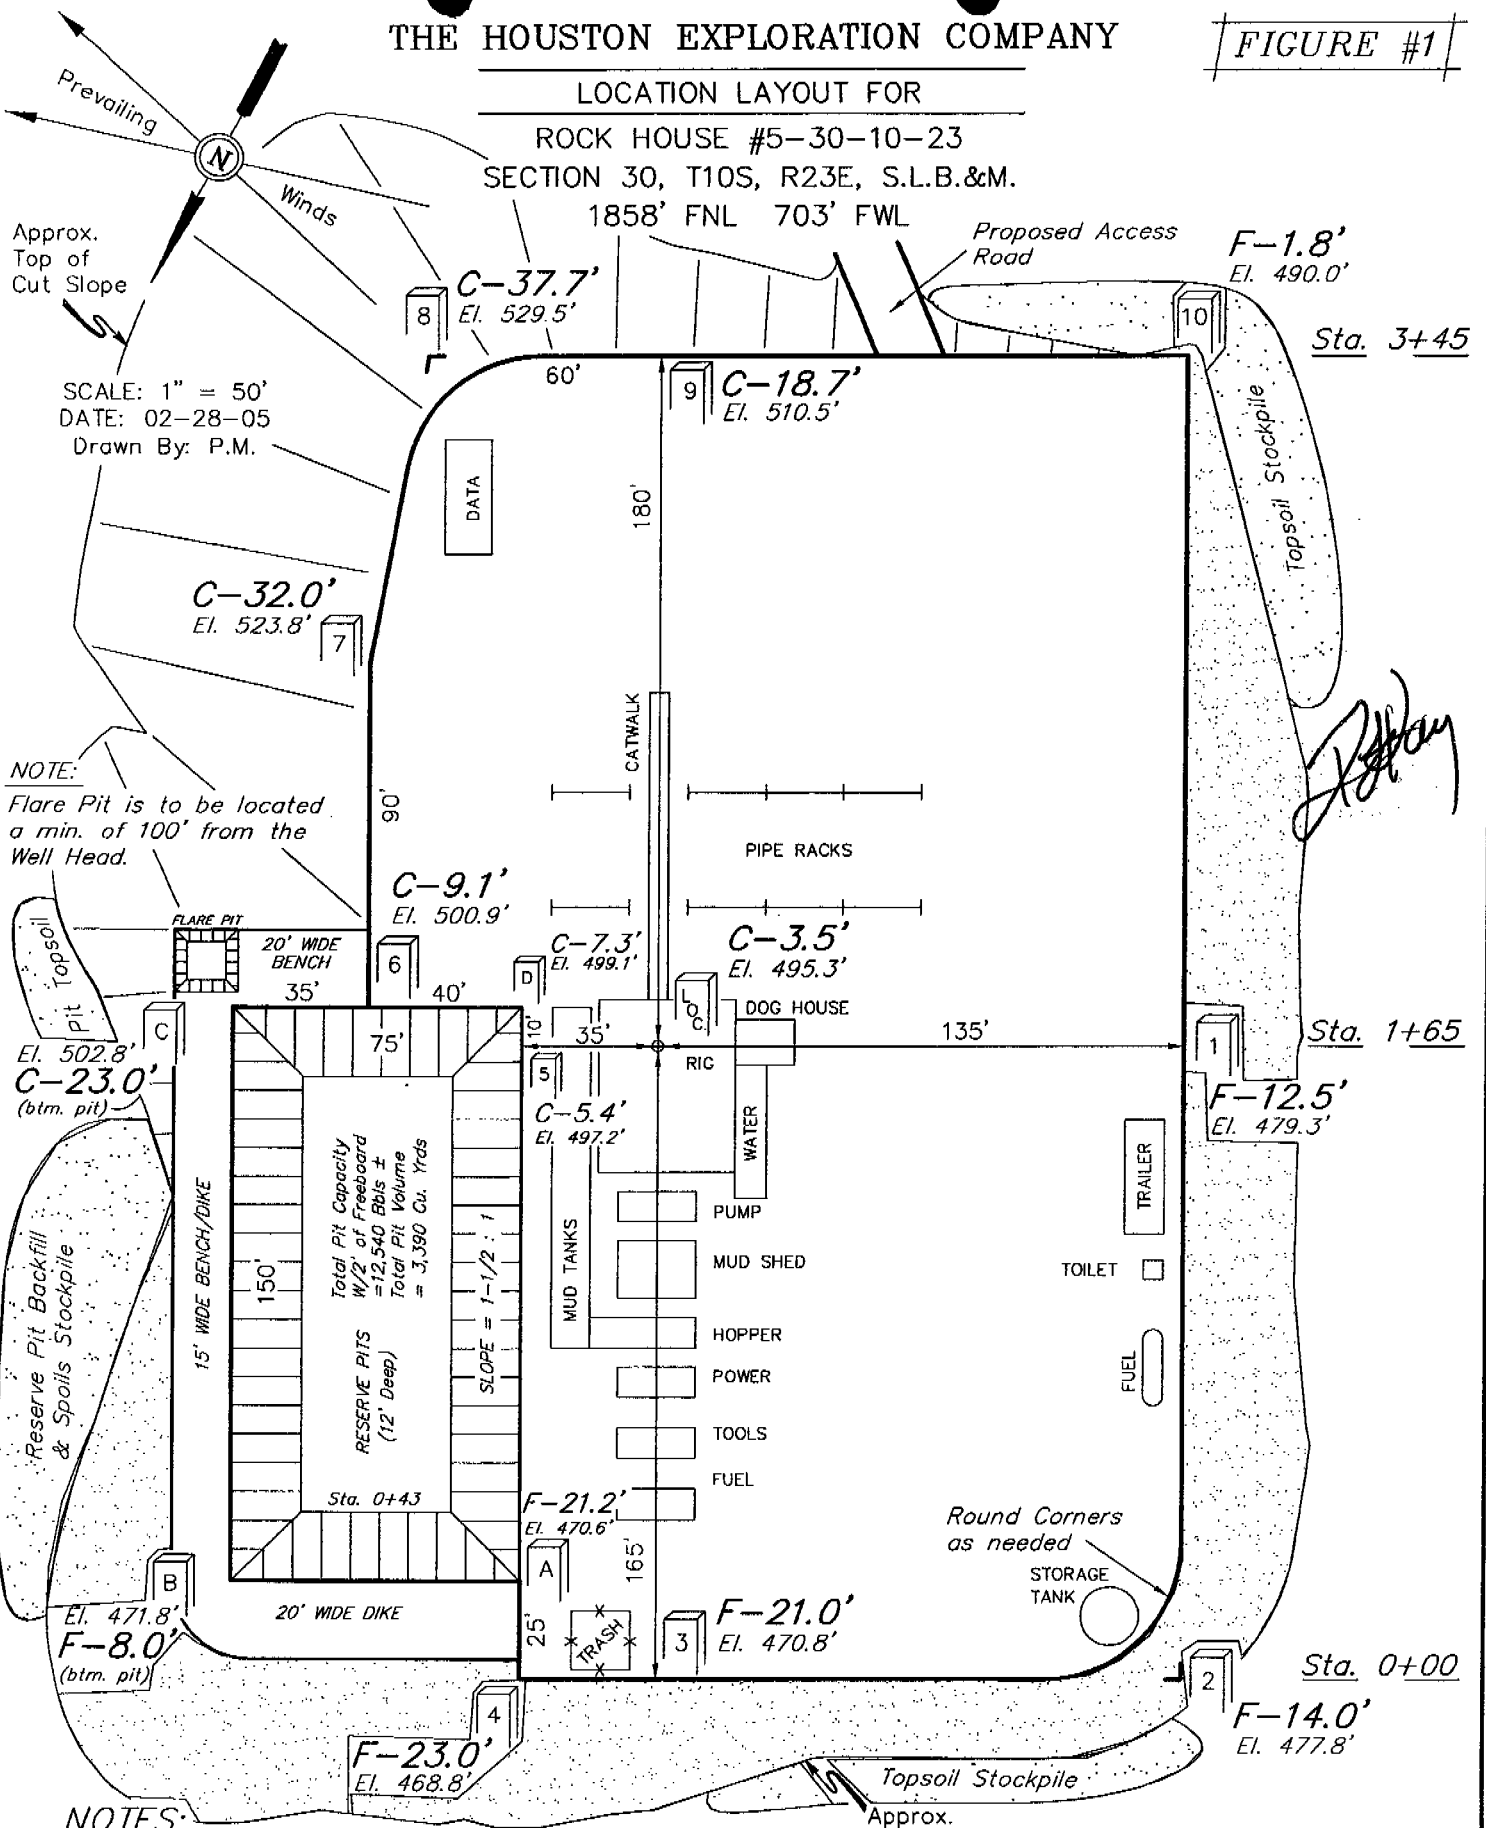 THE HOUSTON EXPLORATION COMPANY
FIGURE #1
LOCATION LAYOUT FOR
ROCK HOUSE #5-30-10-23
SECTION 30, T10S, R23E, S.L.B.&M.
1858' FNL 703' FWL
Prevailing
Winds
N
Approx.
Top of
Cut Slope
SCALE: 1" = 50'
DATE: 02-28-05
Drawn By: P.M.
Proposed Access
Road
F-1.8'
El. 490.0'
10
Sta. 3+45
C-37.7'
El. 529.5'
8
60'
9
C-18.7'
El. 510.5'
Topsoil Stockpile
DATA
180'
C-32.0'
El. 523.8'
7
CATWALK
NOTE:
Flare Pit is to be located
a min. of 100' from the
Well Head.
90'
PIPE RACKS
C-9.1'
El. 500.9'
6
Pit Topsoil
FLARE PIT
20' WIDE
BENCH
35'
40'
D
C-7.3'
El. 499.1'
C-3.5'
El. 495.3'
LOC.
DOG HOUSE
C
El. 502.8'
C-23.0'
(btm. pit)
75'
10'
35'
135'
RIG
5
C-5.4'
El. 497.2'
1
Sta. 1+65
F-12.5'
El. 479.3'
WATER
TRAILER
Total Pit Capacity
W/2' of Freeboard
=12,540 Bbls ±
Total Pit Volume
= 3,390 Cu. Yrds
RESERVE PITS
(12' Deep)
150'
15' WIDE BENCH/DIKE
SLOPE = 1-1/2 : 1
MUD TANKS
Reserve Pit Backfill
& Spoils Stockpile
PUMP
MUD SHED
TOILET
HOPPER
POWER
FUEL
TOOLS
FUEL
Sta. 0+43
F-21.2'
El. 470.6'
A
165'
Round Corners
as needed
STORAGE
TANK
B
El. 471.8'
F-8.0'
(btm. pit)
20' WIDE DIKE
25'
TRASH
3
F-21.0'
El. 470.8'
2
Sta. 0+00
F-14.0'
El. 477.8'
4
F-23.0'
El. 468.8'
Topsoil Stockpile
Approx.
NOTES: